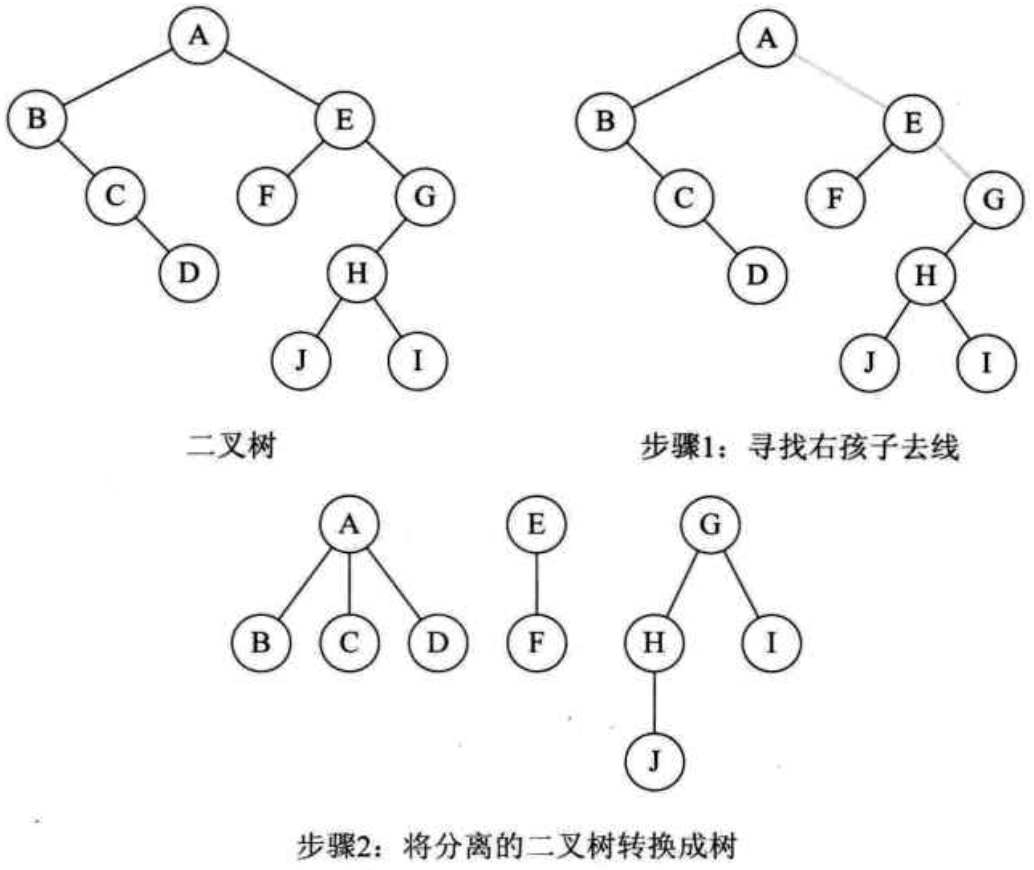 A
B E
C F G
D H
J I
二叉树
A
B E
C F G
D H
J I
步骤1：寻找右孩子去线
A E G
B C D F H I
J
步骤2：将分离的二叉树转换成树